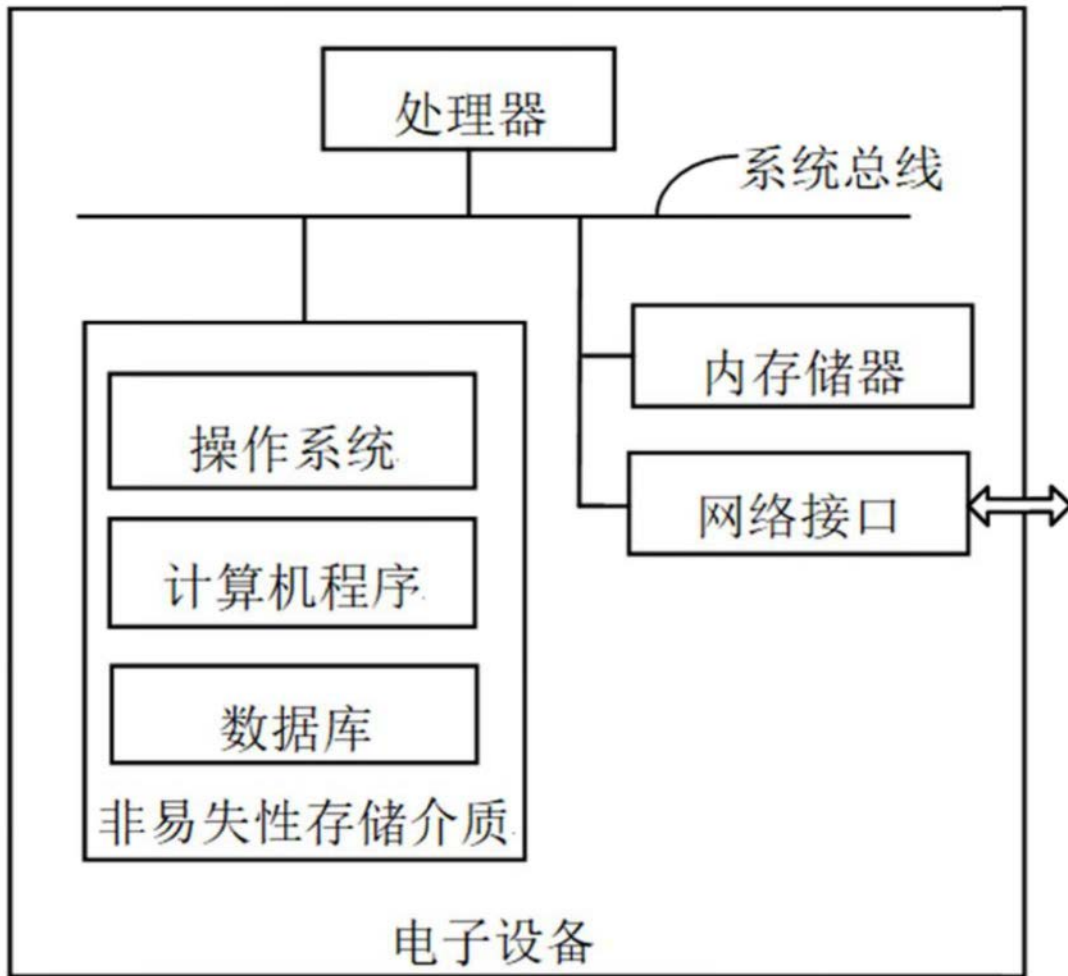 处理器
系统总线
内存储器
操作系统
网络接口
计算机程序
数据库
非易失性存储介质
电子设备